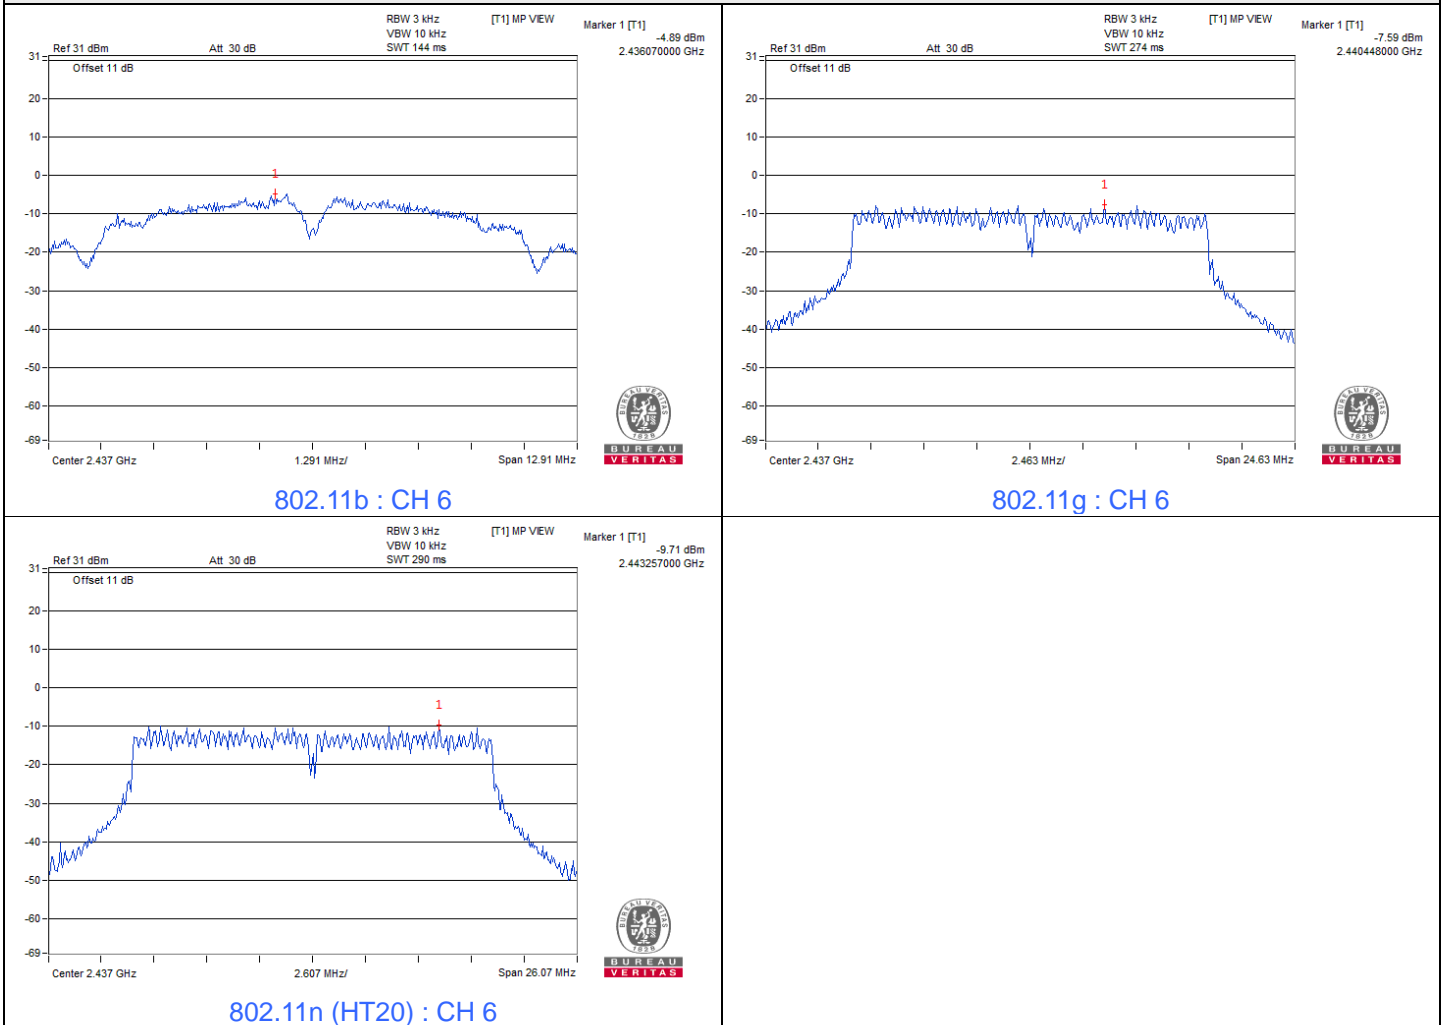 RBW 3 kHz [T1] MP VIEW Marker 1 [T1]
VBW 10 kHz -4.89 dBm
Ref 31 dBm Att 30 dB SWT 144 ms 2.436070000 GHz
31
Offset 11 dB
20
10
0
1
-10
-20
-30
-40
-50
-60
-69
Center 2.437 GHz 1.291 MHz/ Span 12.91 MHz
BUREAU VERITAS
1828
BUREAU
VERITAS
802.11b : CH 6
RBW 3 kHz [T1] MP VIEW Marker 1 [T1]
VBW 10 kHz -7.59 dBm
Ref 31 dBm Att 30 dB SWT 274 ms 2.440448000 GHz
31
Offset 11 dB
20
10
0
1
-10
-20
-30
-40
-50
-60
-69
Center 2.437 GHz 2.463 MHz/ Span 24.63 MHz
BUREAU VERITAS
1828
BUREAU
VERITAS
802.11g : CH 6
RBW 3 kHz [T1] MP VIEW Marker 1 [T1]
VBW 10 kHz -9.71 dBm
Ref 31 dBm Att 30 dB SWT 290 ms 2.443257000 GHz
31
Offset 11 dB
20
10
0
1
-10
-20
-30
-40
-50
-60
-69
Center 2.437 GHz 2.607 MHz/ Span 26.07 MHz
BUREAU VERITAS
1828
BUREAU
VERITAS
802.11n (HT20) : CH 6